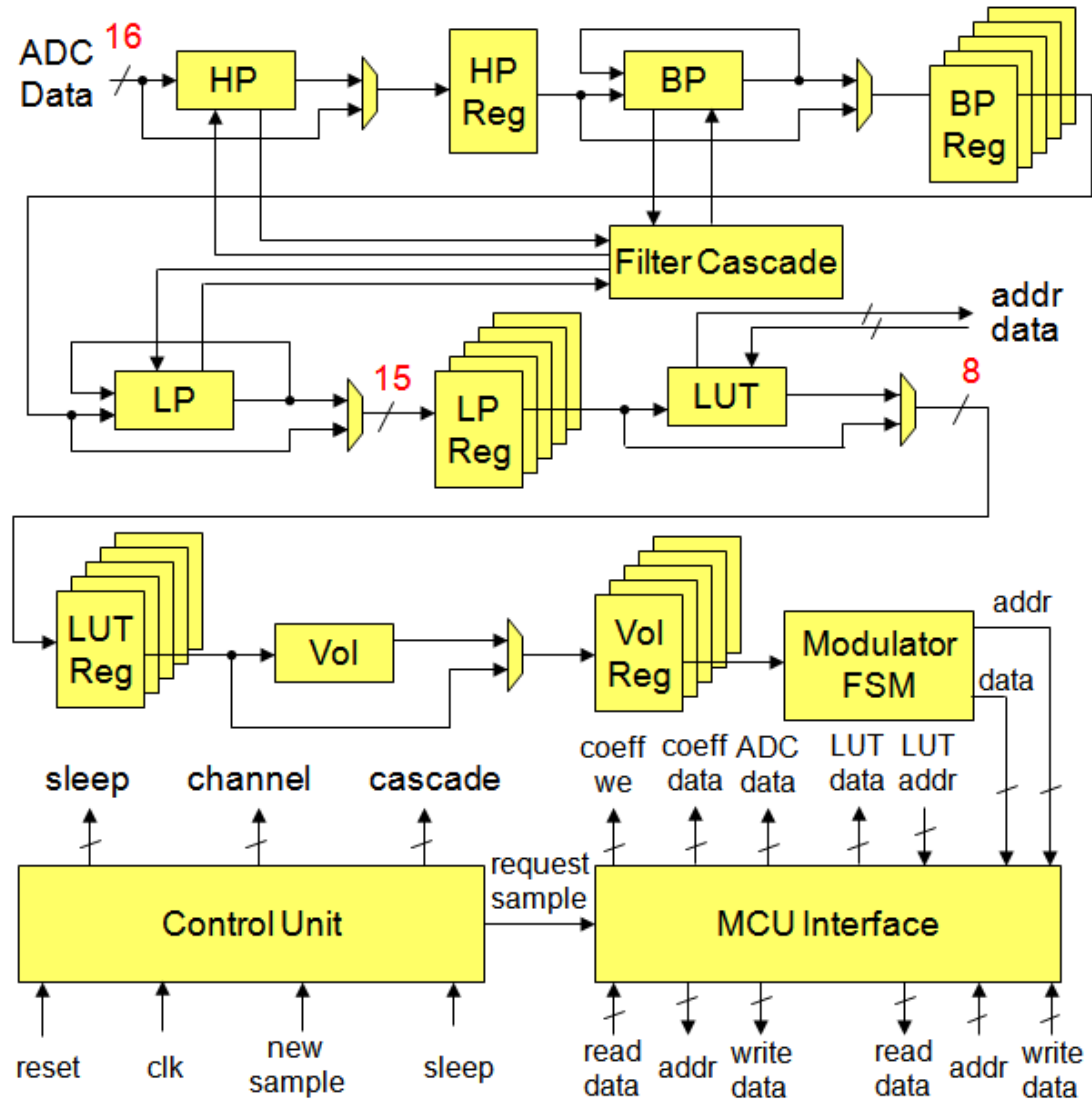 16
ADC
Data
HP
HP
Reg
BP
BP
Reg
Filter Cascade
addr
data
LP
15
LP
Reg
LUT
8
LUT
Reg
Vol
Vol
Reg
Modulator
FSM
addr
data
sleep
channel
cascade
coeff
we
coeff
data
ADC
data
LUT
data
LUT
addr
request
sample
Control Unit
MCU Interface
reset
clk
new
sample
sleep
read
data
addr
write
data
read
data
addr
write
data